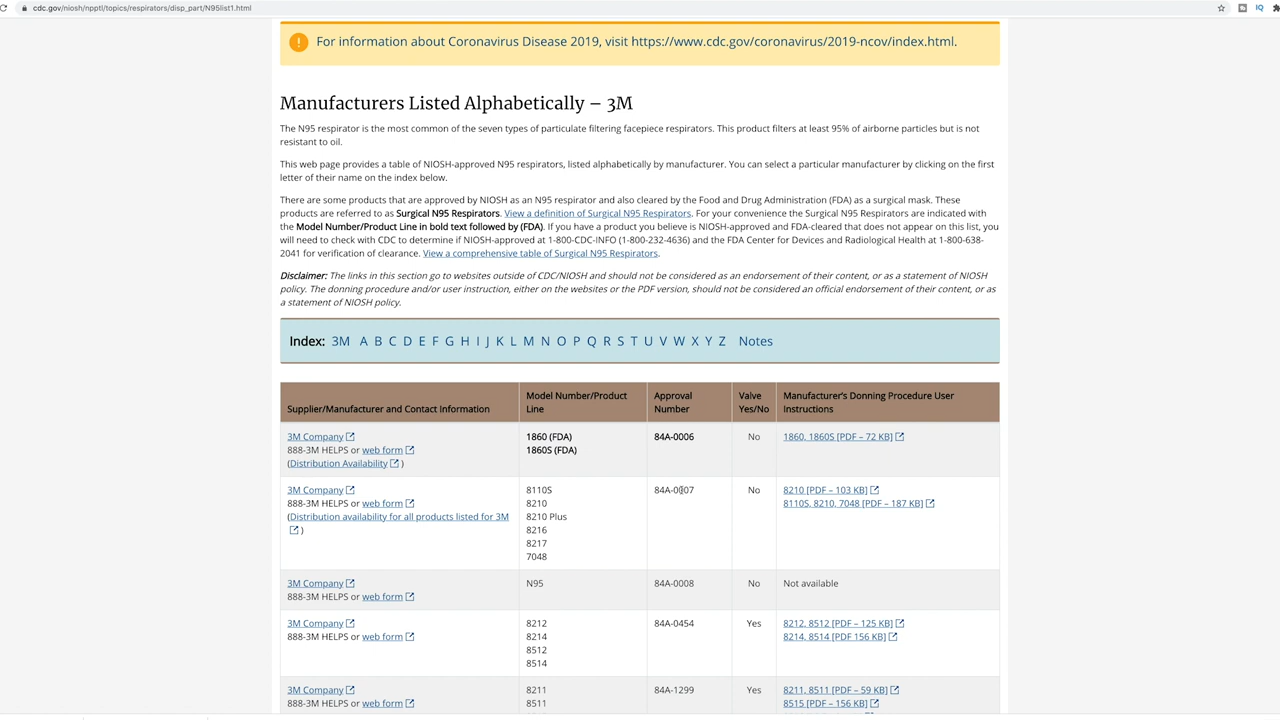 cdc.gov/niosh/npptl/topics/respirators/disp_part/N95list1.html
For information about Coronavirus Disease 2019, visit https://www.cdc.gov/coronavirus/2019-ncov/index.html.
Manufacturers Listed Alphabetically – 3M
The N95 respirator is the most common of the seven types of particulate filtering facepiece respirators. This product filters at least 95% of airborne particles but is not
resistant to oil.
This web page provides a table of NIOSH-approved N95 respirators, listed alphabetically by manufacturer. You can select a particular manufacturer by clicking on the first
letter of their name on the index below.
There are some products that are approved by NIOSH as an N95 respirator and also cleared by the Food and Drug Administration (FDA) as a surgical mask. These
products are referred to as Surgical N95 Respirators. View a definition of Surgical N95 Respirators. For your convenience the Surgical N95 Respirators are indicated with
the Model Number/Product Line in bold text followed by (FDA). If you have a product you believe is NIOSH-approved and FDA-cleared that does not appear on this list, you
will need to check with CDC to determine if NIOSH-approved at 1-800-CDC-INFO (1-800-232-4636) and the FDA Center for Devices and Radiological Health at 1-800-638-
2041 for verification of clearance. View a comprehensive table of Surgical N95 Respirators.
Disclaimer: The links in this section go to websites outside of CDC/NIOSH and should not be considered as an endorsement of their content, or as a statement of NIOSH
policy. The donning procedure and/or user instruction, either on the websites or the PDF version, should not be considered an official endorsement of their content, or as
a statement of NIOSH policy.
Index: 3M A B C D E F G H I J K L M N O P Q R S T U V W X Y Z Notes
Supplier/Manufacturer and Contact Information
Model Number/Product
Line
Approval
Number
Valve
Yes/No
Manufacturer's Donning Procedure User
Instructions
3M Company
888-3M HELPS or web form
(Distribution Availability )
1860 (FDA)
1860S (FDA)
84A-0006
No
1860, 1860S [PDF – 72 KB]
3M Company
888-3M HELPS or web form
(Distribution availability for all products listed for 3M
)
8110S
8210
8210 Plus
8216
8217
7048
84A-0007
No
8210 [PDF – 103 KB]
8110S, 8210, 7048 [PDF – 187 KB]
3M Company
888-3M HELPS or web form
N95
84A-0008
No
Not available
3M Company
888-3M HELPS or web form
8212
8214
8512
8514
84A-0454
Yes
8212, 8512 [PDF – 125 KB]
8214, 8514 [PDF 156 KB]
3M Company
888-3M HELPS or web form
8211
8511
84A-1299
Yes
8211, 8511 [PDF – 59 KB]
8515 [PDF – 156 KB]